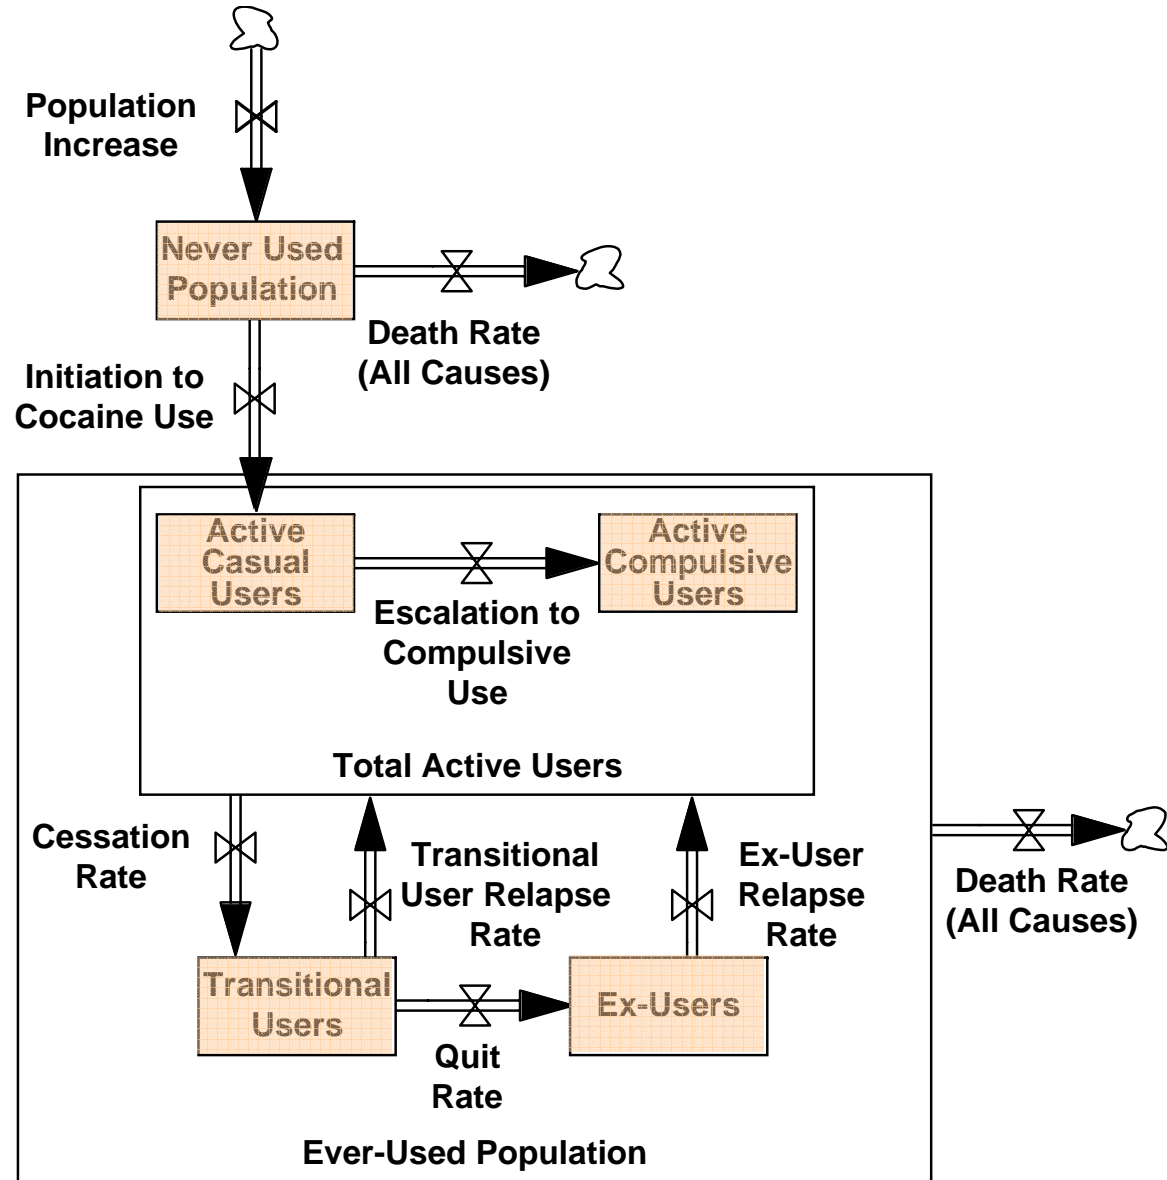 Population
Increase
Never Used
Population
Death Rate
(All Causes)
Initiation to
Cocaine Use
Active
Casual
Users
Active
Compulsive
Users
Escalation to
Compulsive
Use
Total Active Users
Cessation
Rate
Transitional
User Relapse
Rate
Ex-User
Relapse
Rate
Death Rate
(All Causes)
Transitional
Users
Ex-Users
Quit
Rate
Ever-Used Population